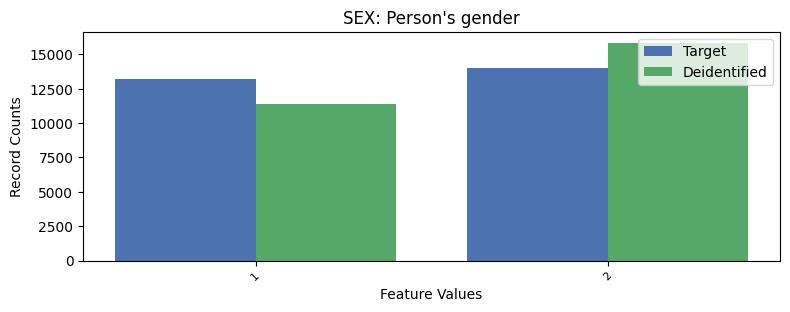 SEX: Person's gender
Target
Deidentified
Record Counts
15000
12500
10000
7500
5000
2500
0
1
2
Feature Values